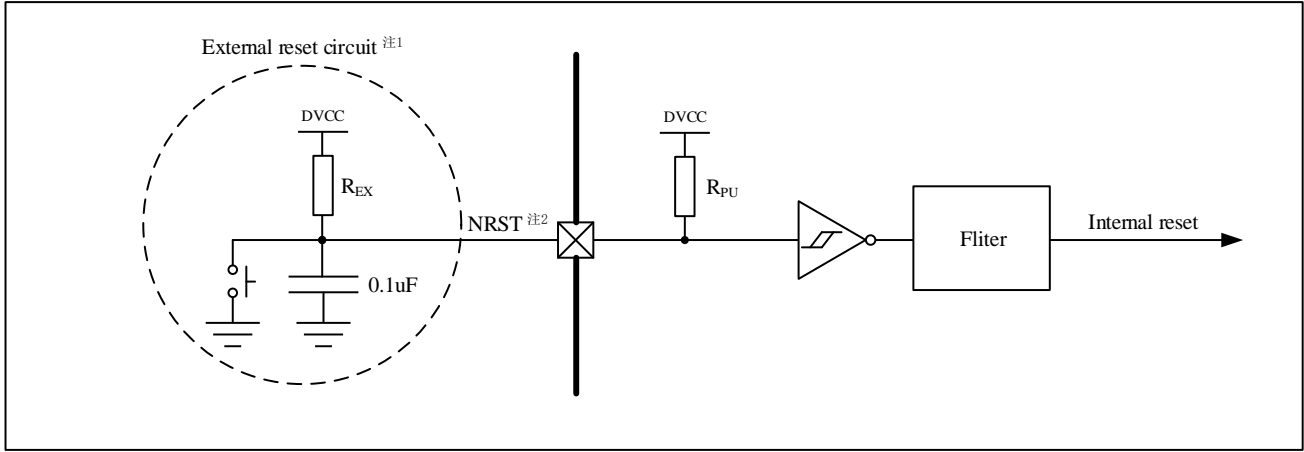 External reset circuit 注1
DVCC
DVCC
REX
RPU
NRST 注2
Fliter
Internal reset
0.1uF